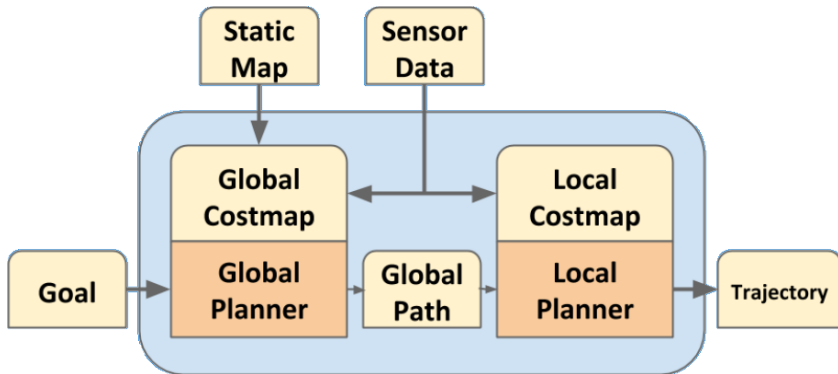 Static
Map
Sensor
Data
Global
Costmap
Local
Costmap
Goal
Global
Planner
Global
Path
Local
Planner
Trajectory